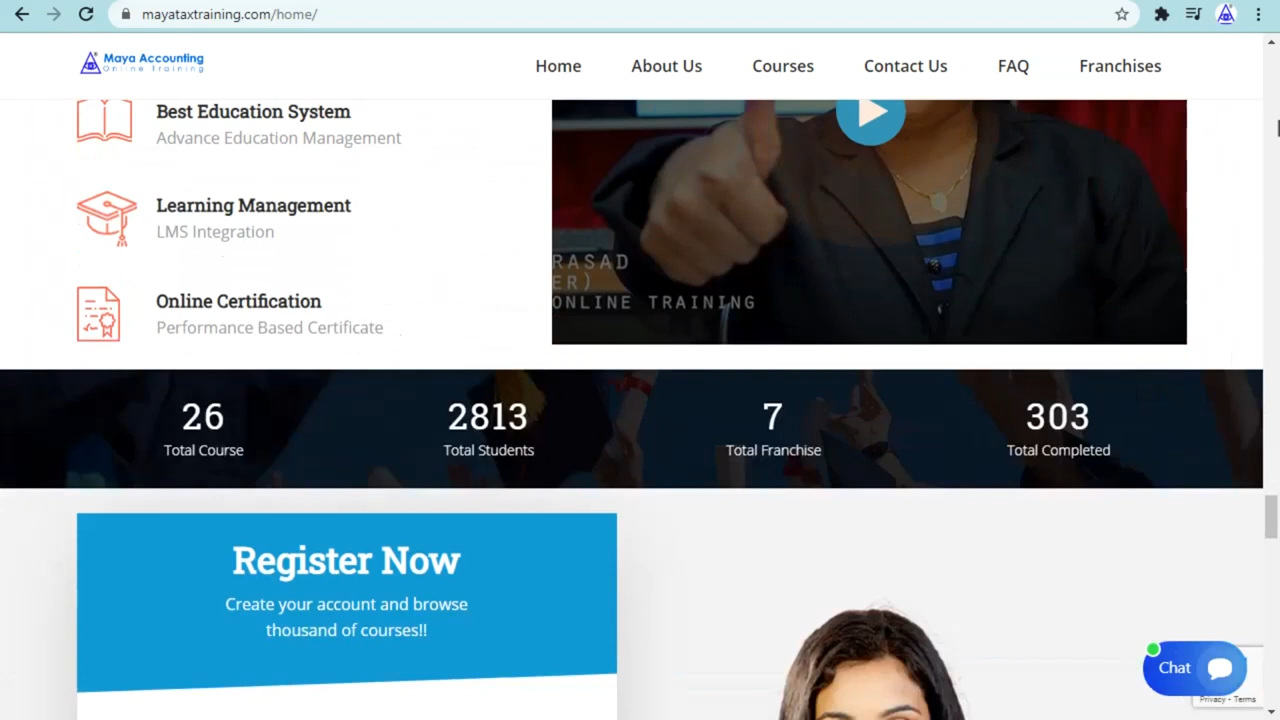 mayataxtraining.com/home/
Maya Accounting
Online Training
Home
About Us
Courses
Contact Us
FAQ
Franchises
Best Education System
Advance Education Management
Learning Management
LMS Integration
Online Certification
Performance Based Certificate
RASAD
ER)
ONLINE TRAINING
26
Total Course
2813
Total Students
7
Total Franchise
303
Total Completed
Register Now
Create your account and browse
thousand of courses!!
Chat
Privacy - Terms